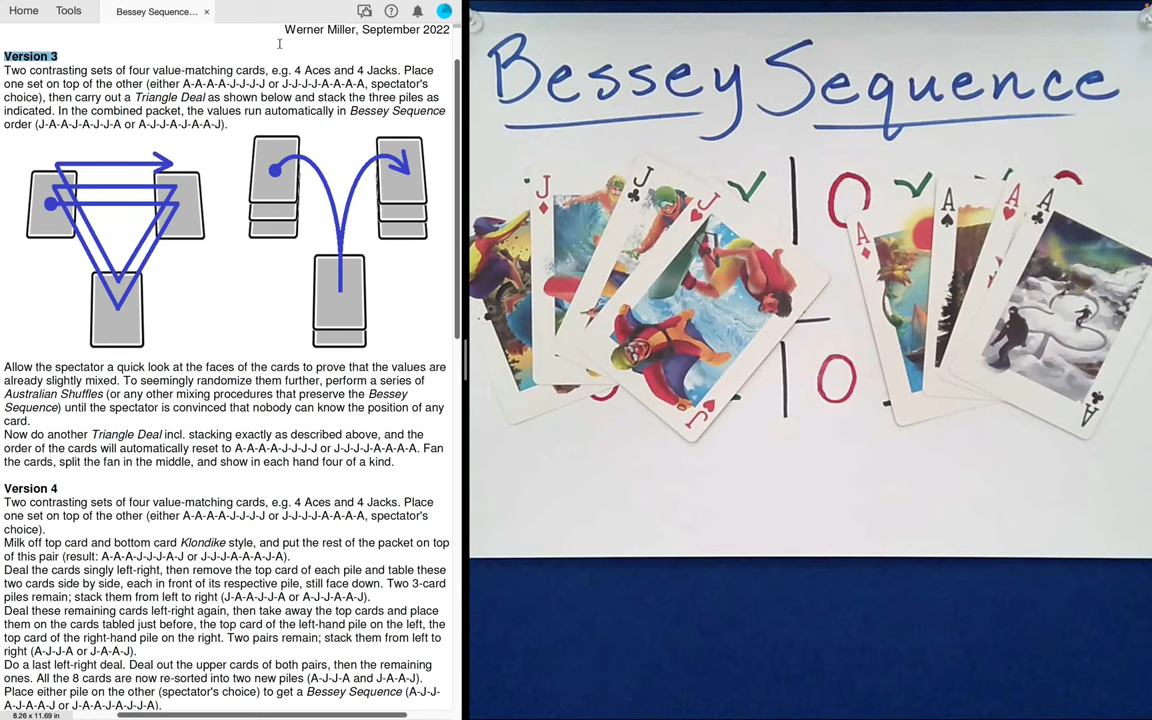 Home
Tools
Bessey Sequence...
×
?
Werner Miller, September 2022
Version 3
Two contrasting sets of four value-matching cards, e.g. 4 Aces and 4 Jacks. Place
one set on top of the other (either A-A-A-A-J-J-J-J or J-J-J-J-A-A-A-A, spectator's
choice), then carry out a Triangle Deal as shown below and stack the three piles as
indicated. In the combined packet, the values run automatically in Bessey Sequence
order (J-A-A-J-A-J-J-A or A-J-J-A-J-A-A-J).
Allow the spectator a quick look at the faces of the cards to prove that the values are
already slightly mixed. To seemingly randomize them further, perform a series of
Australian Shuffles (or any other mixing procedures that preserve the Bessey
Sequence) until the spectator is convinced that nobody can know the position of any
card.
Now do another Triangle Deal incl. stacking exactly as described above, and the
order of the cards will automatically reset to A-A-A-A-J-J-J-J or J-J-J-J-A-A-A-A. Fan
the cards, split the fan in the middle, and show in each hand four of a kind.
Version 4
Two contrasting sets of four value-matching cards, e.g. 4 Aces and 4 Jacks. Place
one set on top of the other (either A-A-A-A-J-J-J-J or J-J-J-J-A-A-A-A, spectator's
choice).
Milk off top card and bottom card Klondike style, and put the rest of the packet on top
of this pair (result: A-A-A-J-J-J-A-J or J-J-J-A-A-A-J-A).
Deal the cards singly left-right, then remove the top card of each pile and table these
two cards side by side, each in front of its respective pile, still face down. Two 3-card
piles remain; stack them from left to right (J-A-A-J-J-A or A-J-J-A-A-J).
Deal these remaining cards left-right again, then take away the top cards and place
them on the cards tabled just before, the top card of the left-hand pile on the left, the
top card of the right-hand pile on the right. Two pairs remain; stack them from left to
right (A-J-J-A or J-A-A-J).
Do a last left-right deal. Deal out the upper cards of both pairs, then the remaining
ones. All the 8 cards are now re-sorted into two new piles (A-J-J-A and J-A-A-J).
Place either pile on the other (spectator's choice) to get a Bessey Sequence (A-J-J-
A-J-A-A-J or J-A-A-J-A-J-J-A).
8.26 x 11.69 in
Bessey Sequence
J J J 1 0 A A A A
1 0
J A